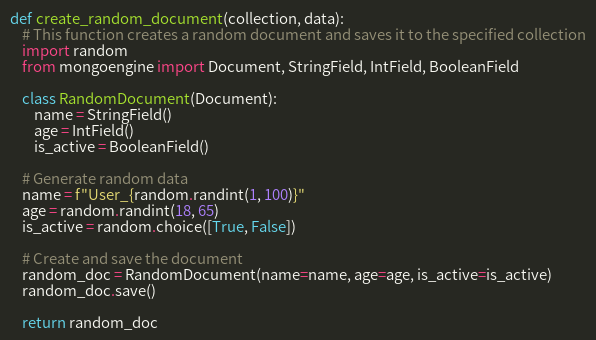 def create_random_document(collection, data):
    # This function creates a random document and saves it to the specified collection
    import random
    from mongoengine import Document, StringField, IntField, BooleanField

    class RandomDocument(Document):
        name = StringField()
        age = IntField()
        is_active = BooleanField()

    # Generate random data
    name = f"User_{random.randint(1, 100)}"
    age = random.randint(18, 65)
    is_active = random.choice([True, False])

    # Create and save the document
    random_doc = RandomDocument(name=name, age=age, is_active=is_active)
    random_doc.save()

    return random_doc